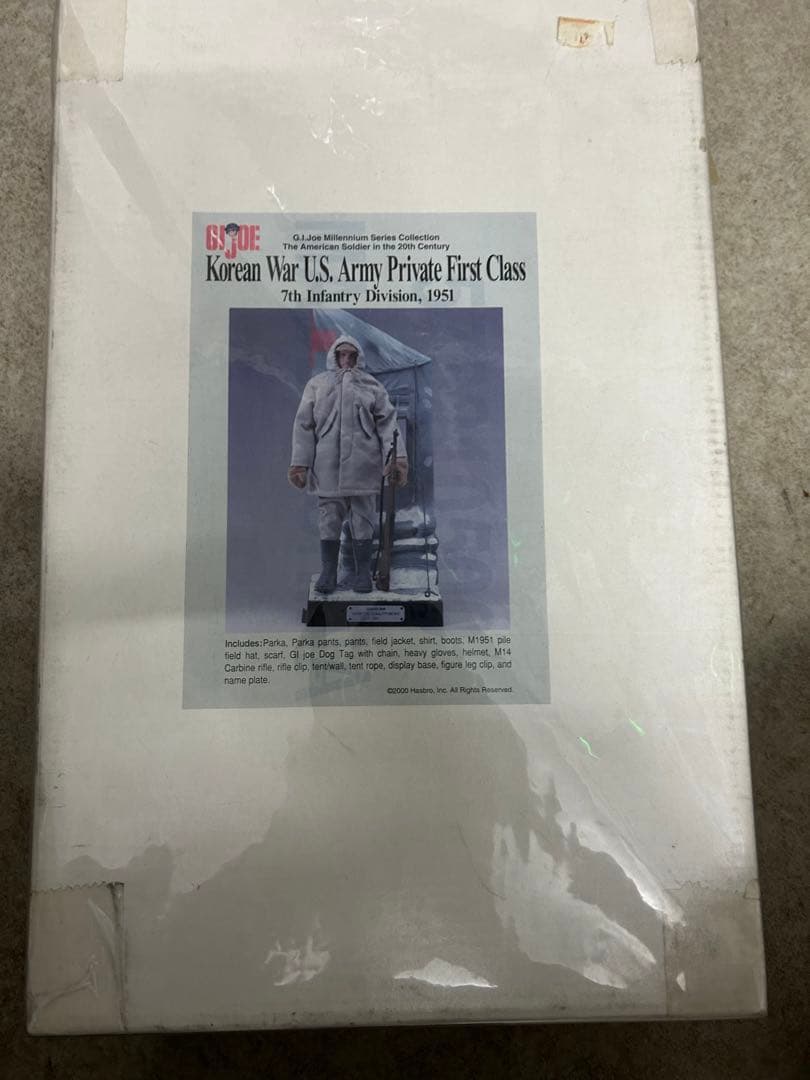 GI JOE
G.I.Joe Millennium Series Collection
The American Soldier in the 20th Century
Korean War U.S. Army Private First Class
7th Infantry Division, 1951
Includes:Parka, Parka pants, pants, field jacket, shirt, boots, M1951 pile
field hat, scarf, GI joe Dog Tag with chain, heavy gloves, helmet, M14
Carbine rifle, rifle clip, tent/wall, tent rope, display base, figure leg clip, and
name plate.
©2000 Hasbro, Inc. All Rights Reserved.